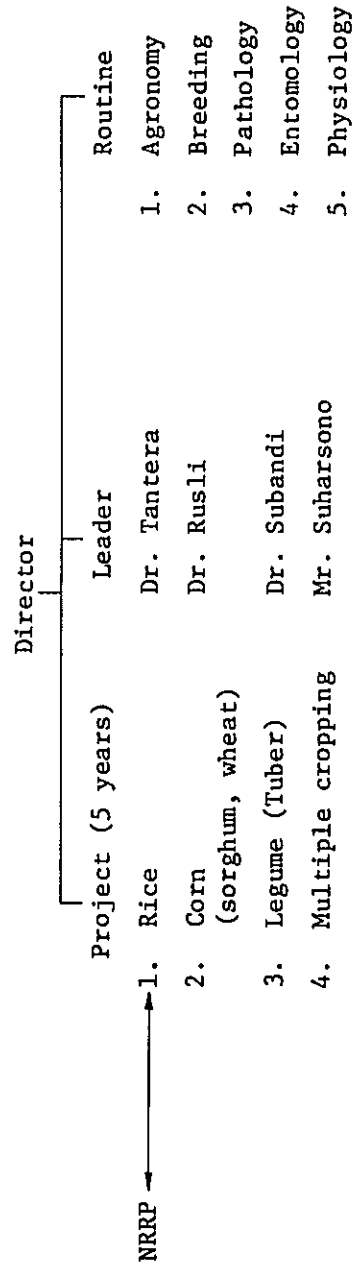 Director
Project (5 years) Leader Routine
NRRP 1. Rice Dr. Tantera 1. Agronomy
2. Corn Dr. Rusli 2. Breeding
(sorghum, wheat) 3. Pathology
3. Legume (Tuber) Dr. Subandi 4. Entomology
4. Multiple cropping Mr. Suharsono 5. Physiology